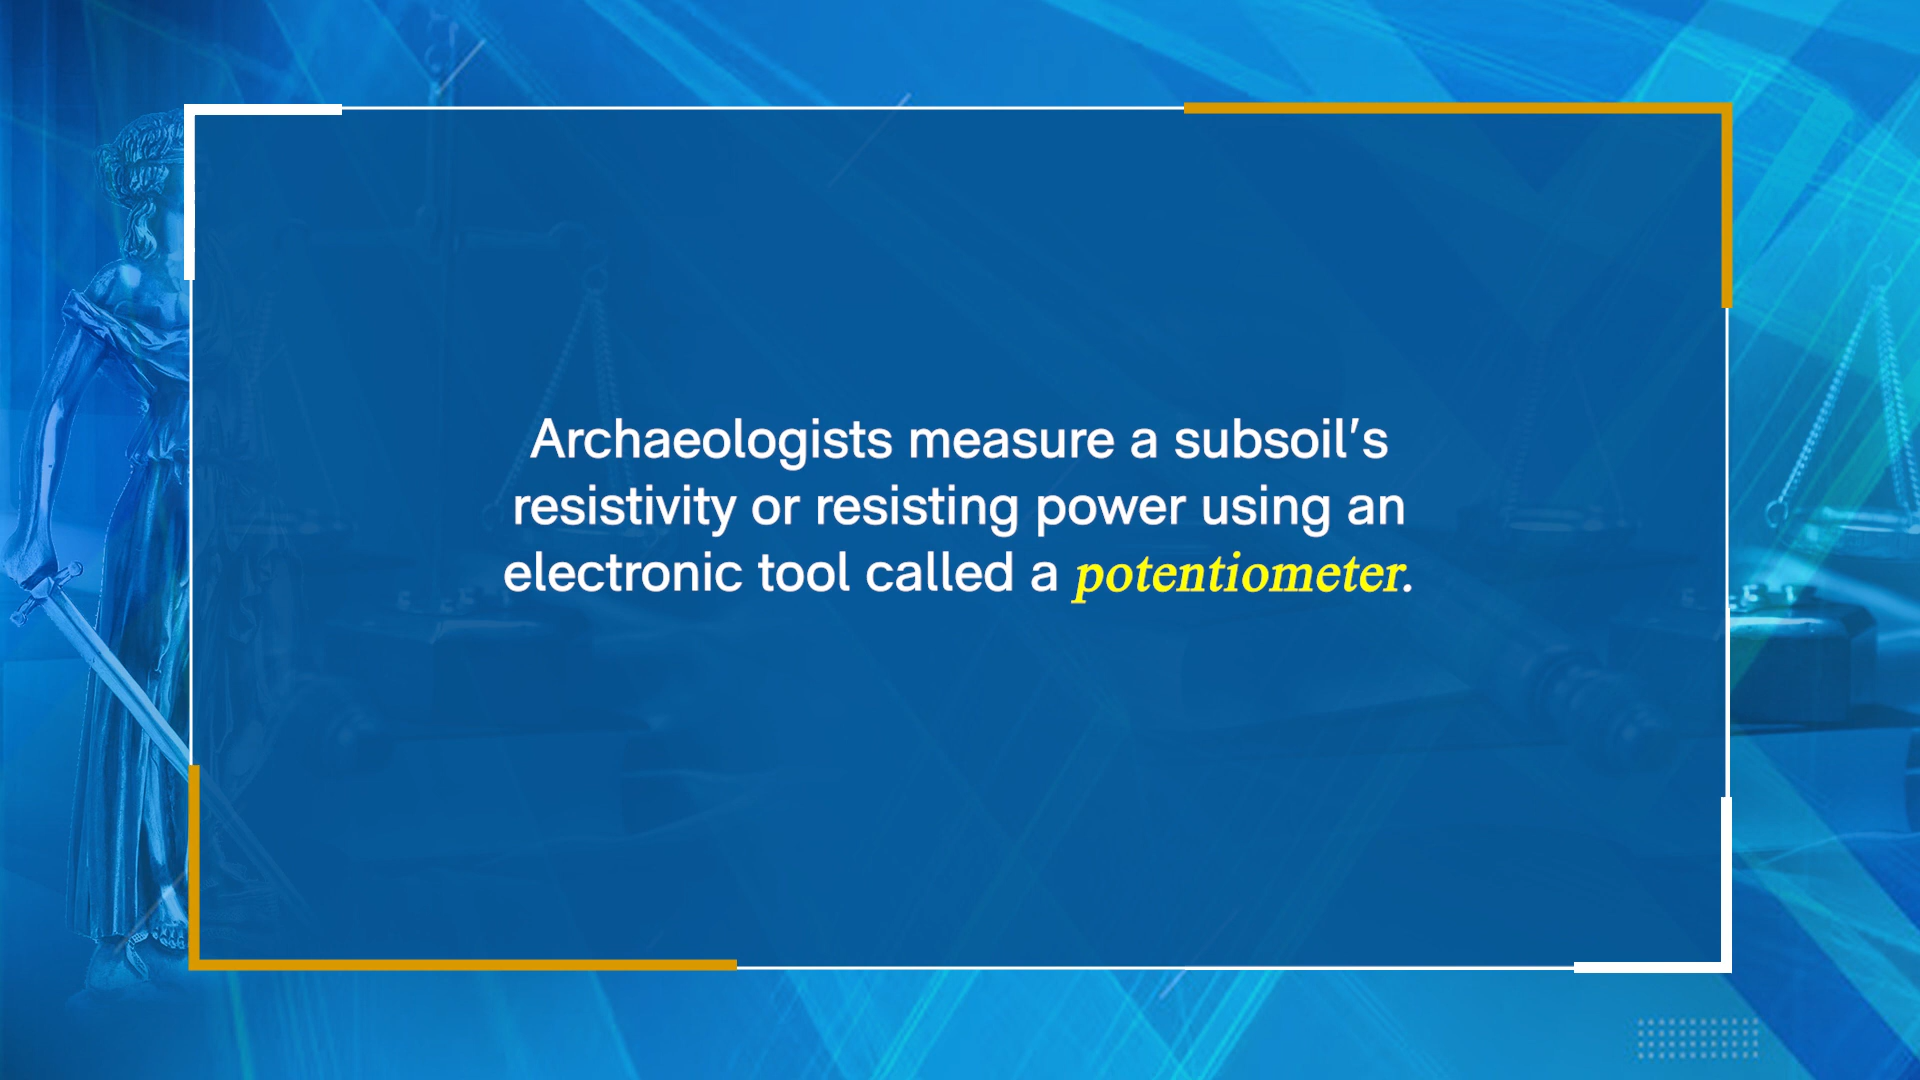 Archaeologists measure a subsoil’s
resistivity or resisting power using an
electronic tool called a potentiometer.